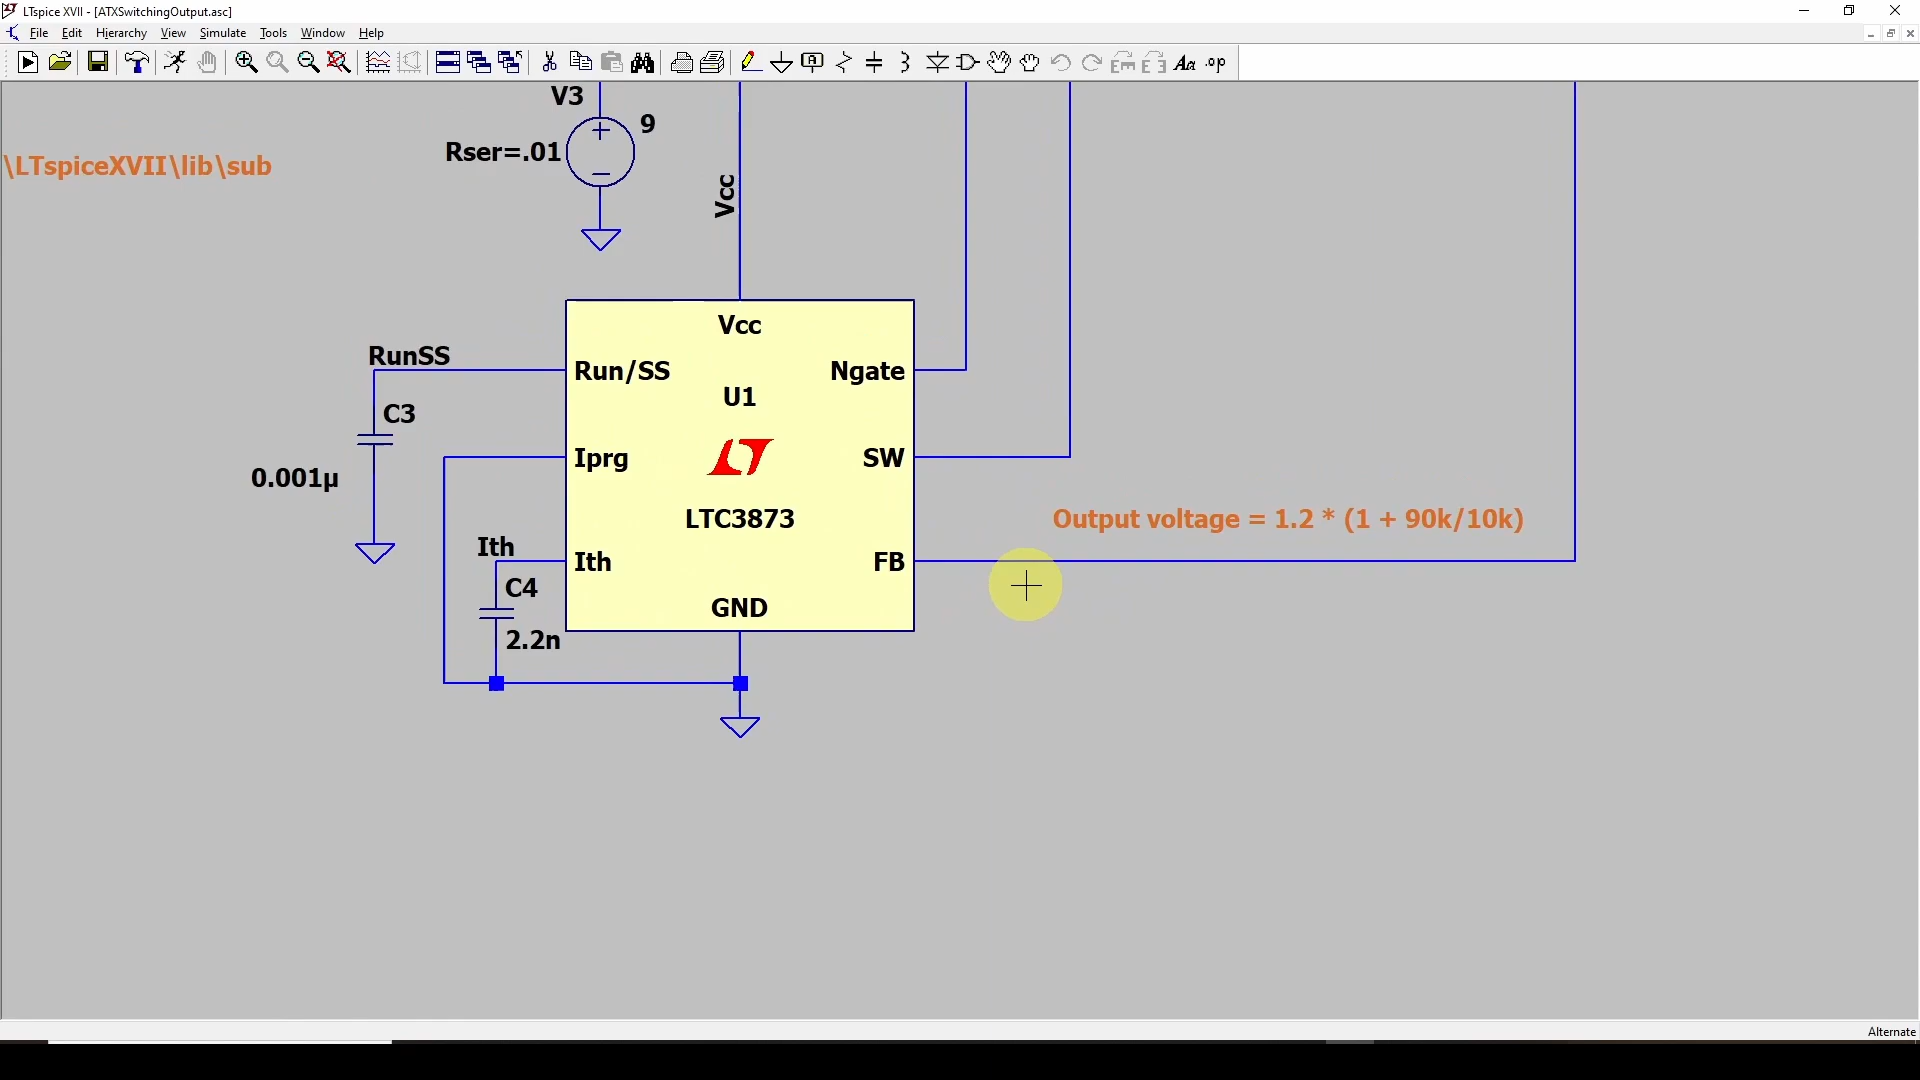 LTspice XVII - [ATXSwitchingOutput.asc]
File Edit Hierarchy View Simulate Tools Window Help
Aa .op
V3
9
Rser=.01
\LTspiceXVII\lib\sub
Vcc
Vcc
RunSS
Run/SS
Ngate
U1
C3
Iprg
SW
0.001µ
LTC3873
Output voltage = 1.2 * (1 + 90k/10k)
Ith
Ith
FB
C4
GND
2.2n
Alternate